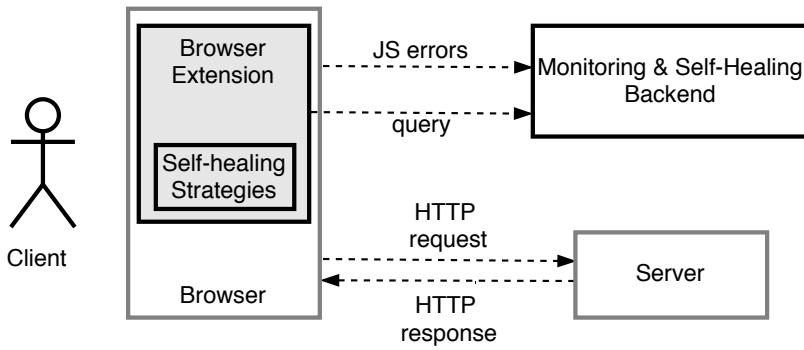 Browser
Extension
JS errors
Monitoring & Self-Healing
Backend
query
Self-healing
Strategies
Client
HTTP
request
Server
Browser
HTTP
response